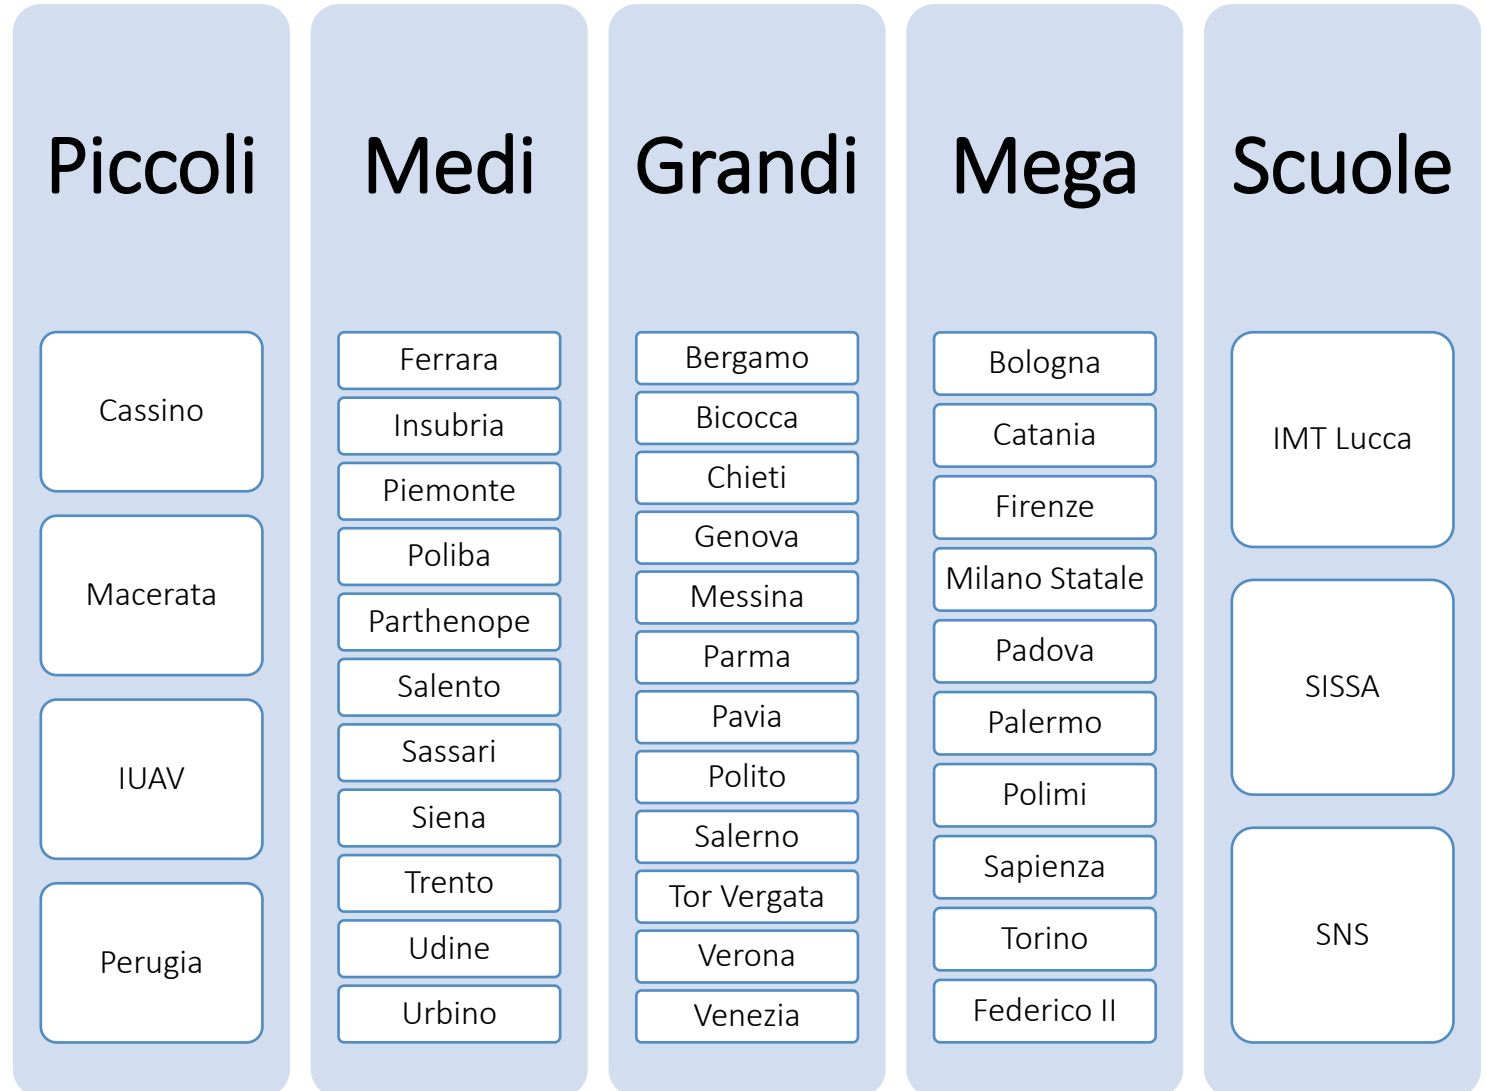 Piccoli
Cassino
Macerata
IUAV
Perugia
Medi
Ferrara
Insubria
Piemonte
Poliba
Parthenope
Salento
Sassari
Siena
Trento
Udine
Urbino
Grandi
Bergamo
Bicocca
Chieti
Genova
Messina
Parma
Pavia
Polito
Salerno
Tor Vergata
Verona
Venezia
Mega
Bologna
Catania
Firenze
Milano Statale
Padova
Palermo
Polimi
Sapienza
Torino
Federico II
Scuole
IMT Lucca
SISSA
SNS